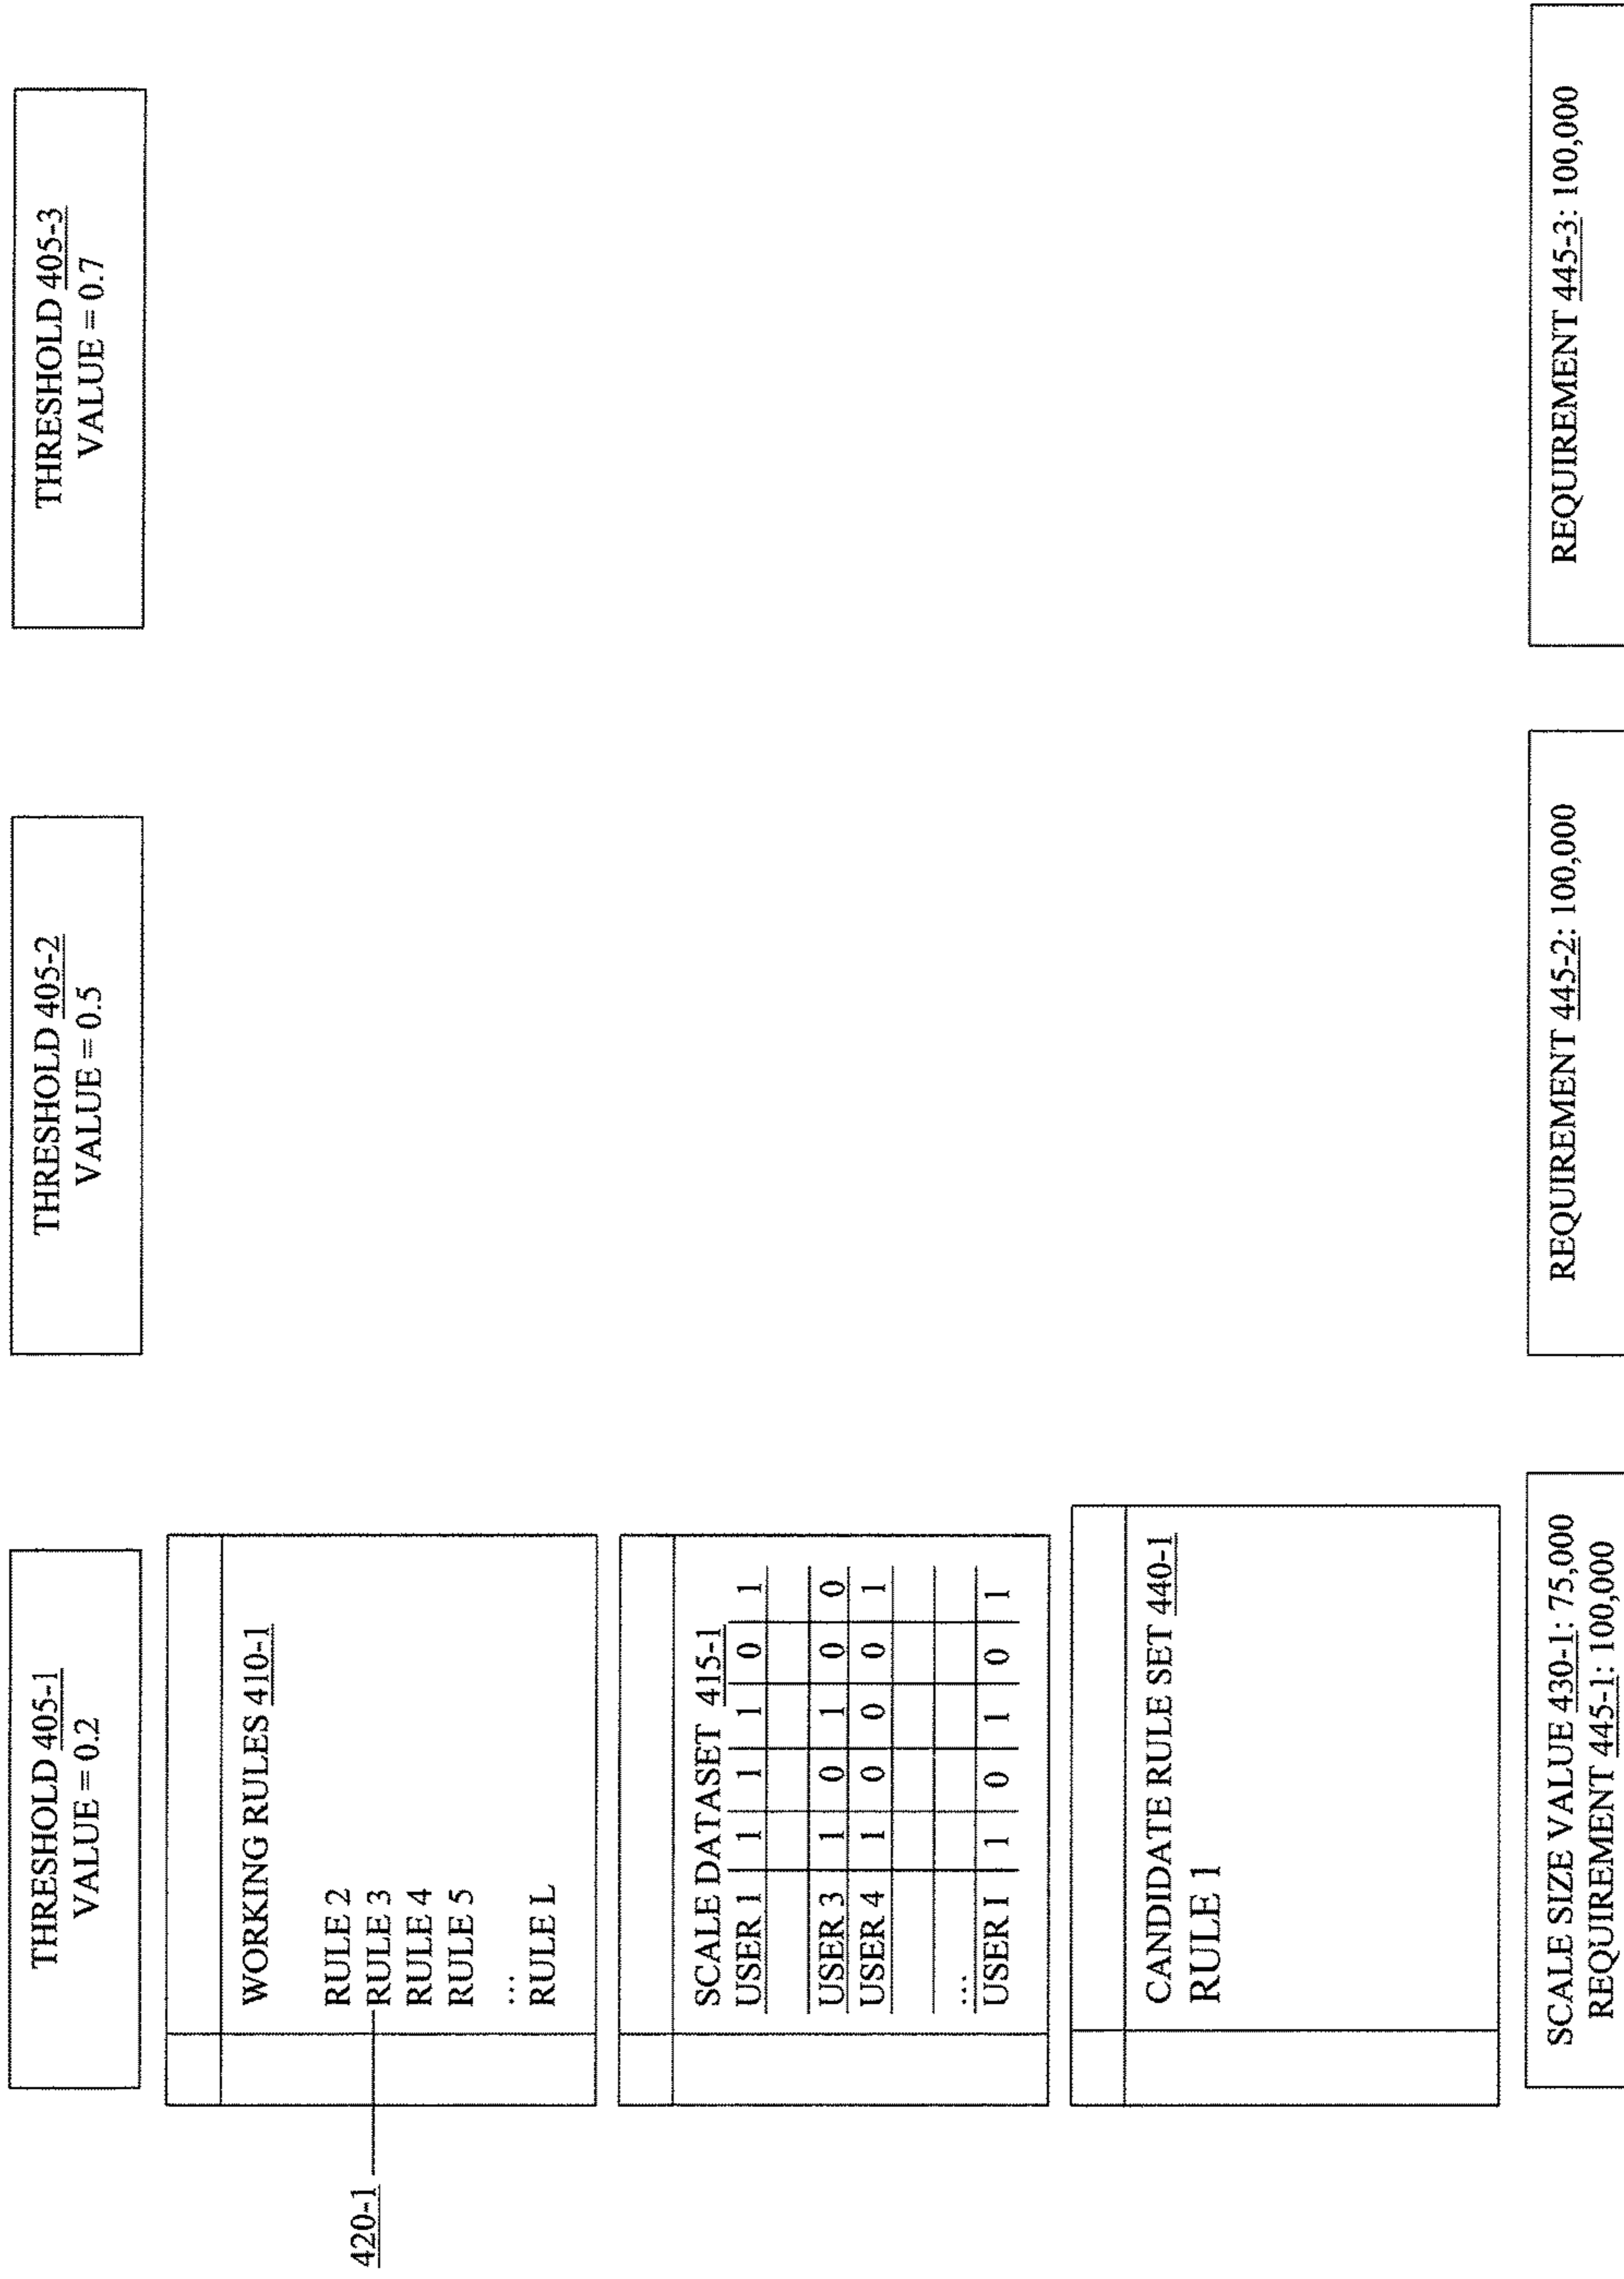 THRESHOLD 405-1
VALUE = 0.2
THRESHOLD 405-2
VALUE = 0.5
THRESHOLD 405-3
VALUE = 0.7
WORKING RULES 410-1
RULE 2
420-1
RULE 3
RULE 4
RULE 5
...
RULE L
SCALE DATASET 415-1
USER 1 1 1 1 0 1
USER 3 1 0 1 0 0
USER 4 1 0 0 0 1
...
USER I 1 0 1 0 1
CANDIDATE RULE SET 440-1
RULE 1
SCALE SIZE VALUE 430-1: 75,000
REQUIREMENT 445-1: 100,000
REQUIREMENT 445-2: 100,000
REQUIREMENT 445-3: 100,000